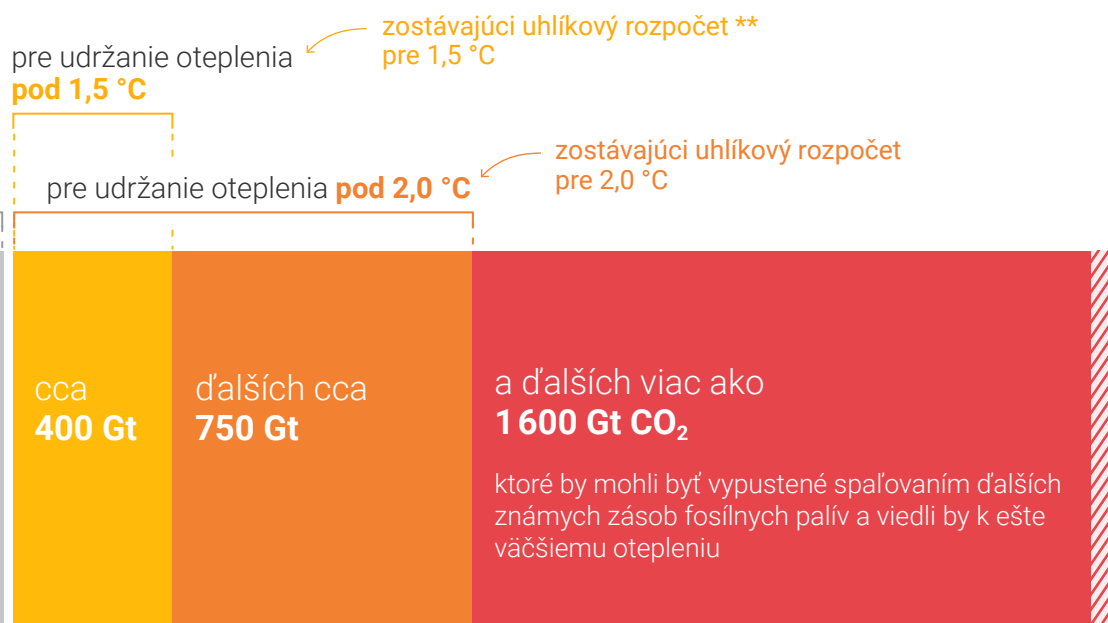 zostávajúci uhlíkový rozpočet **
pre 1,5 °C
pre udržanie oteplenia
pod 1,5 °C
zostávajúci uhlíkový rozpočet
pre 2,0 °C
pre udržanie oteplenia pod 2,0 °C
cca
400 Gt
ďalších cca
750 Gt
a ďalších viac ako
1 600 Gt CO₂
ktoré by mohli byť vypustené spaľovaním ďalších
známych zásob fosílnych palív a viedli by k ešte
väčšiemu otepleniu